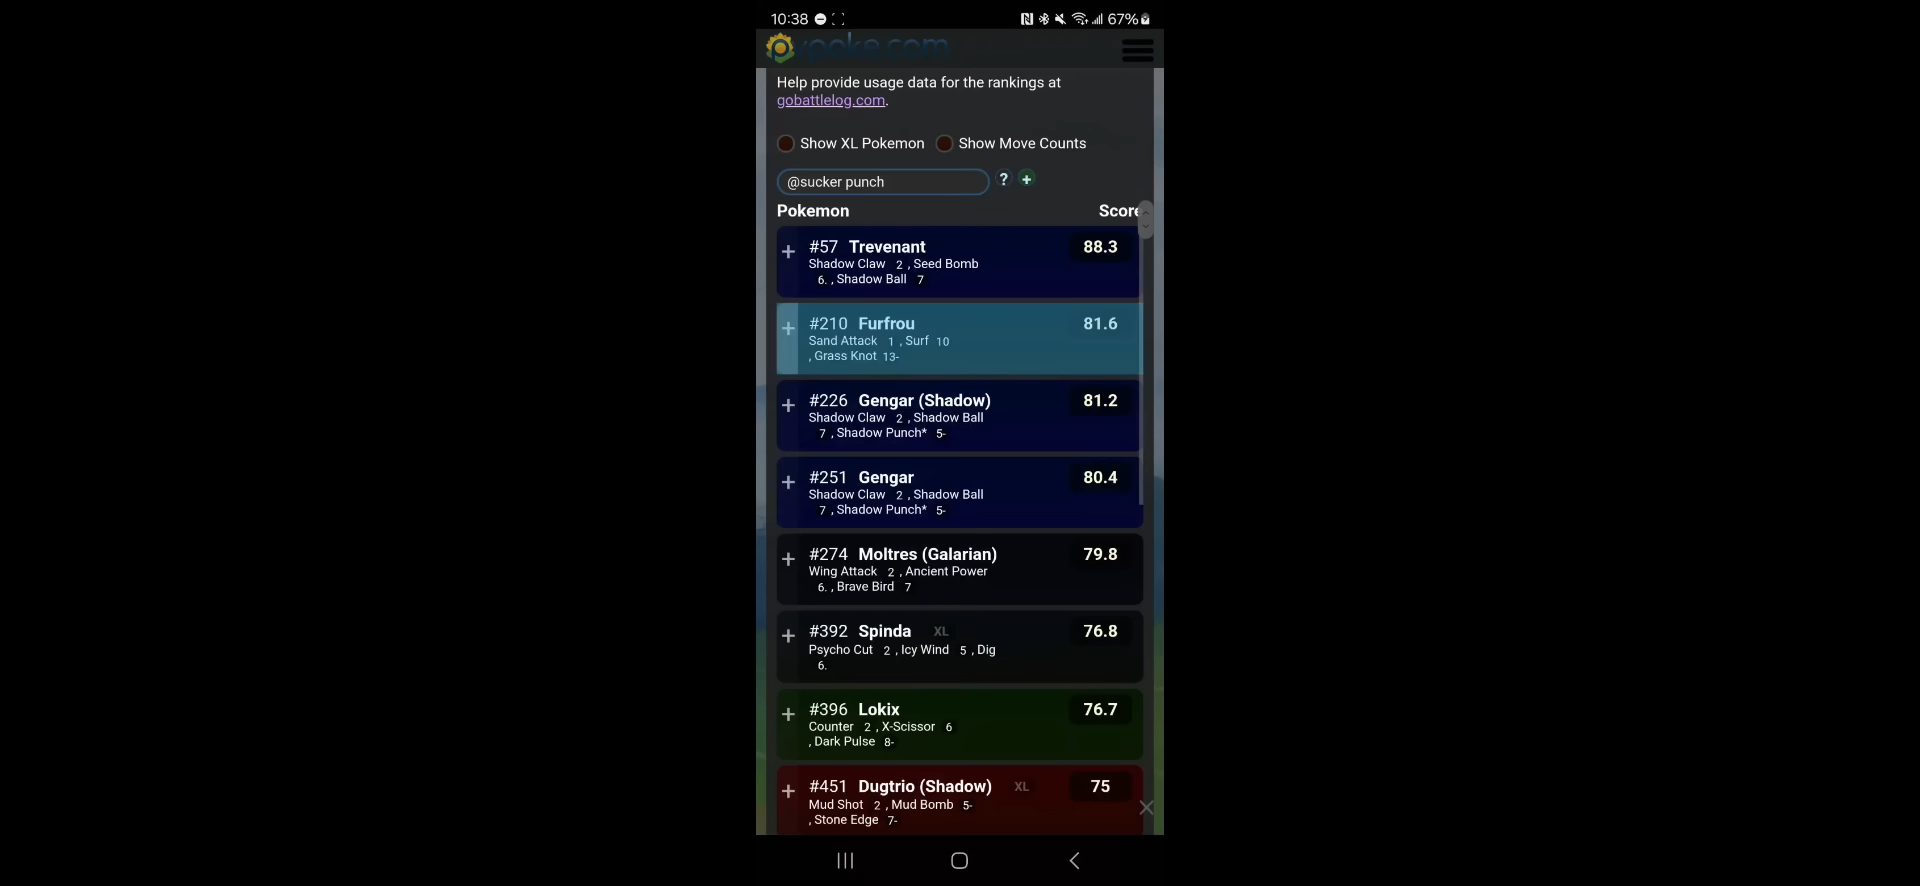 10:38
67%
pvpoke.com
Help provide usage data for the rankings at
gobattlelog.com.
Show XL Pokemon Show Move Counts
@sucker punch ? +
Pokemon Score
+ #57 Trevenant 88.3
Shadow Claw 2 , Seed Bomb
6. , Shadow Ball 7
+ #210 Furfrou 81.6
Sand Attack 1 , Surf 10
, Grass Knot 13-
+ #226 Gengar (Shadow) 81.2
Shadow Claw 2 , Shadow Ball
7 , Shadow Punch* 5-
+ #251 Gengar 80.4
Shadow Claw 2 , Shadow Ball
7 , Shadow Punch* 5-
+ #274 Moltres (Galarian) 79.8
Wing Attack 2 , Ancient Power
6. , Brave Bird 7
+ #392 Spinda XL 76.8
Psycho Cut 2 , Icy Wind 5 , Dig
6.
+ #396 Lokix 76.7
Counter 2 , X-Scissor 6
, Dark Pulse 8-
+ #451 Dugtrio (Shadow) XL 75
Mud Shot 2 , Mud Bomb 5-
, Stone Edge 7-